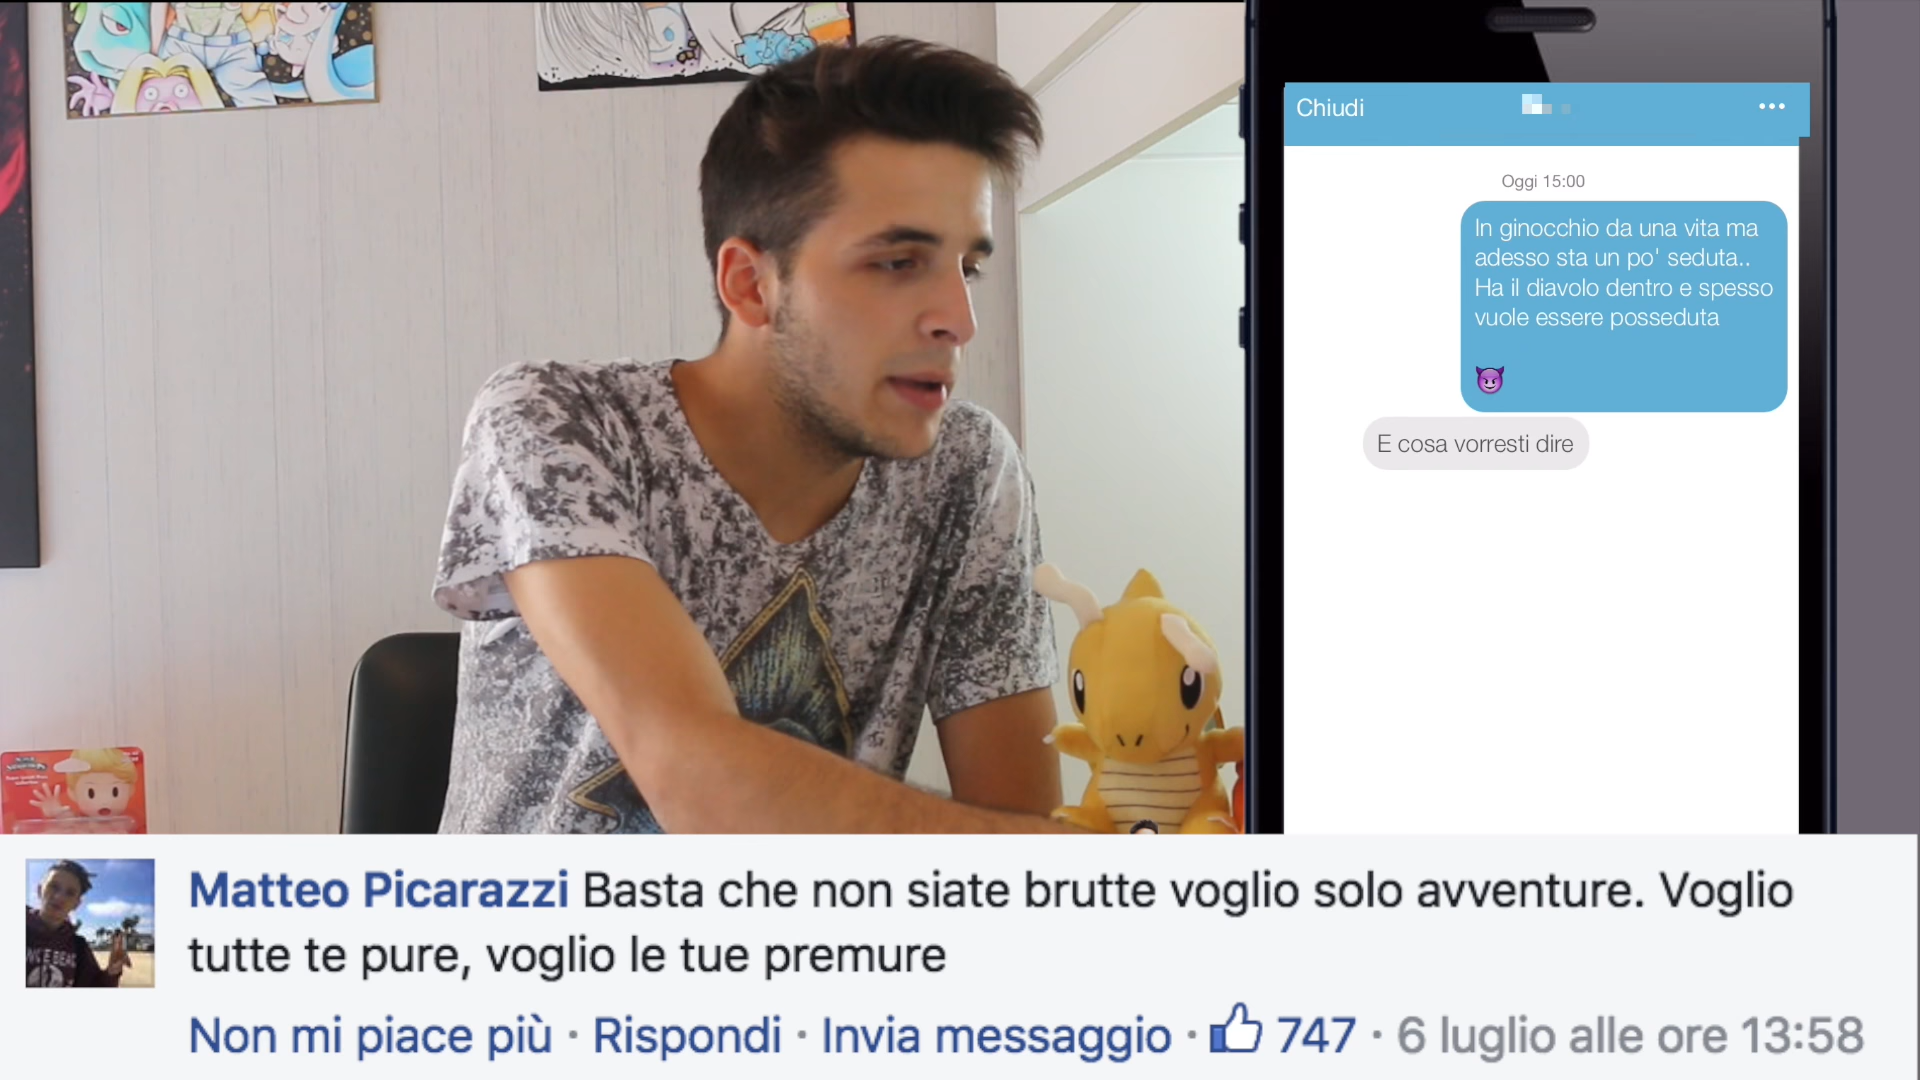 Chiudi
Oggi 15:00
In ginocchio da una vita ma
adesso sta un po' seduta..
Ha il diavolo dentro e spesso
vuole essere posseduta
😈
E cosa vorresti dire
Matteo Picarazzi Basta che non siate brutte voglio solo avventure. Voglio
tutte te pure, voglio le tue premure
Non mi piace più · Rispondi · Invia messaggio · 747 · 6 luglio alle ore 13:58